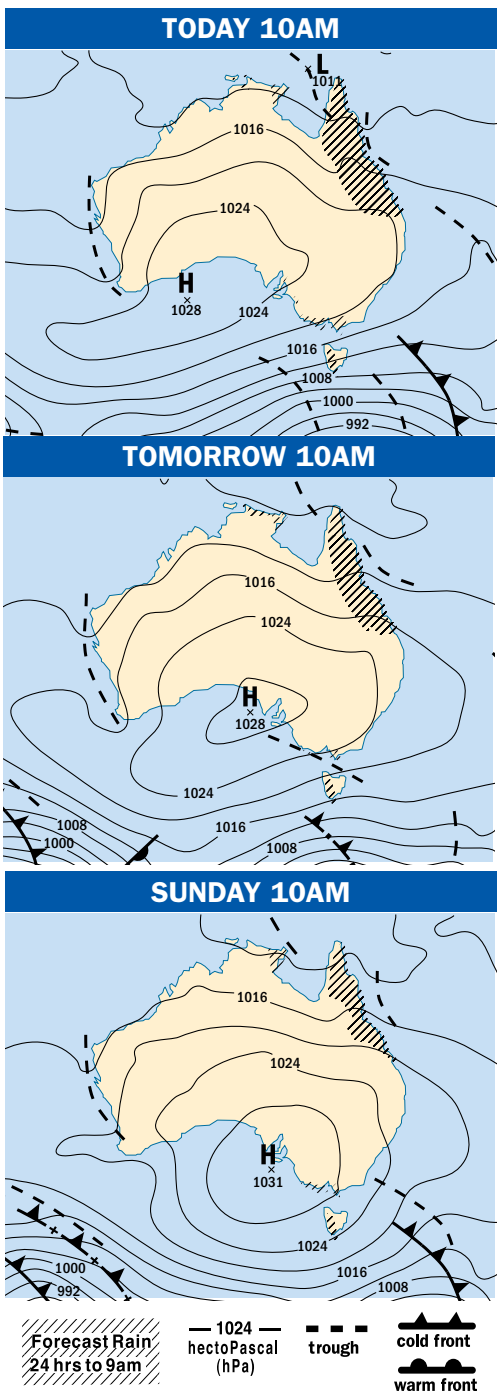 TODAY 10AM
L
1011
1016
1024
H
1028
1024
1016
1008
1000
992
TOMORROW 10AM
1016
1024
H
1028
1024
1008
1016
1000
1008
SUNDAY 10AM
1016
1024
H
1031
1024
1016
1000
1008
992
Forecast Rain
24 hrs to 9am
1024
hectoPascal
(hPa)
trough
cold front
warm front